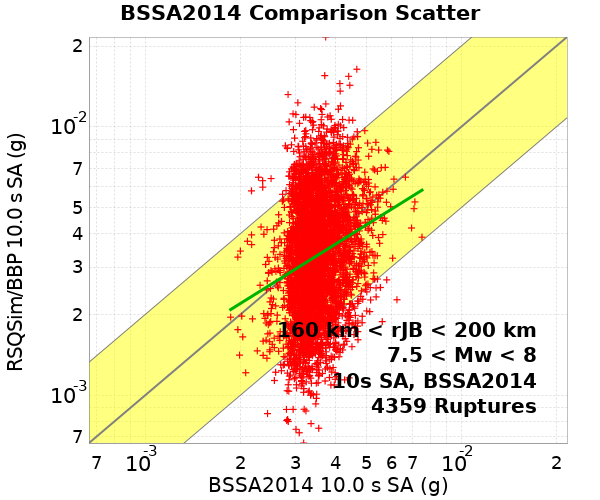 BSSA2014 Comparison Scatter
RSQSim/BBP 10.0 s SA (g)
2
10-2
7
5
4
3
2
10-3
7
160 km < rJB < 200 km
7.5 < Mw < 8
10s SA, BSSA2014
4359 Ruptures
7 10-3 2 3 4 5 6 7 10-2 2
BSSA2014 10.0 s SA (g)